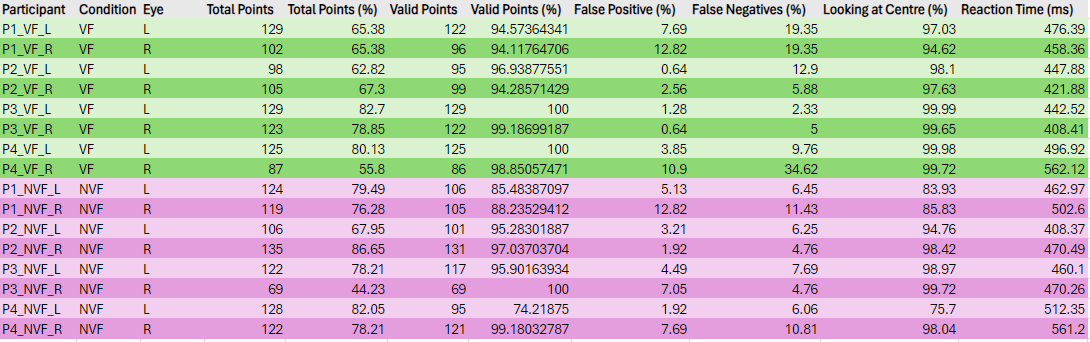 Participant Condition Eye Total Points Total Points (%) Valid Points Valid Points (%) False Positive (%) False Negatives (%) Looking at Centre (%) Reaction Time (ms)
P1_VF_L VF L 129 65.38 122 94.57364341 7.69 19.35 97.03 476.39
P1_VF_R VF R 102 65.38 96 94.11764706 12.82 19.35 94.62 458.36
P2_VF_L VF L 98 62.82 95 96.93877551 0.64 12.9 98.1 447.88
P2_VF_R VF R 105 67.3 99 94.28571429 2.56 5.88 97.63 421.88
P3_VF_L VF L 129 82.7 129 100 1.28 2.33 99.99 442.52
P3_VF_R VF R 123 78.85 122 99.18699187 0.64 5 99.65 408.41
P4_VF_L VF L 125 80.13 125 100 3.85 9.76 99.98 496.92
P4_VF_R VF R 87 55.8 86 98.85057471 10.9 34.62 99.72 562.12
P1_NVF_L NVF L 124 79.49 106 85.48387097 5.13 6.45 83.93 462.97
P1_NVF_R NVF R 119 76.28 105 88.23529412 12.82 11.43 85.83 502.6
P2_NVF_L NVF L 106 67.95 101 95.28301887 3.21 6.25 94.76 408.37
P2_NVF_R NVF R 135 86.65 131 97.03703704 1.92 4.76 98.42 470.49
P3_NVF_L NVF L 122 78.21 117 95.90163934 4.49 7.69 98.97 460.1
P3_NVF_R NVF R 69 44.23 69 100 7.05 4.76 99.72 470.26
P4_NVF_L NVF L 128 82.05 95 74.21875 1.92 6.06 75.7 512.35
P4_NVF_R NVF R 122 78.21 121 99.18032787 7.69 10.81 98.04 561.2